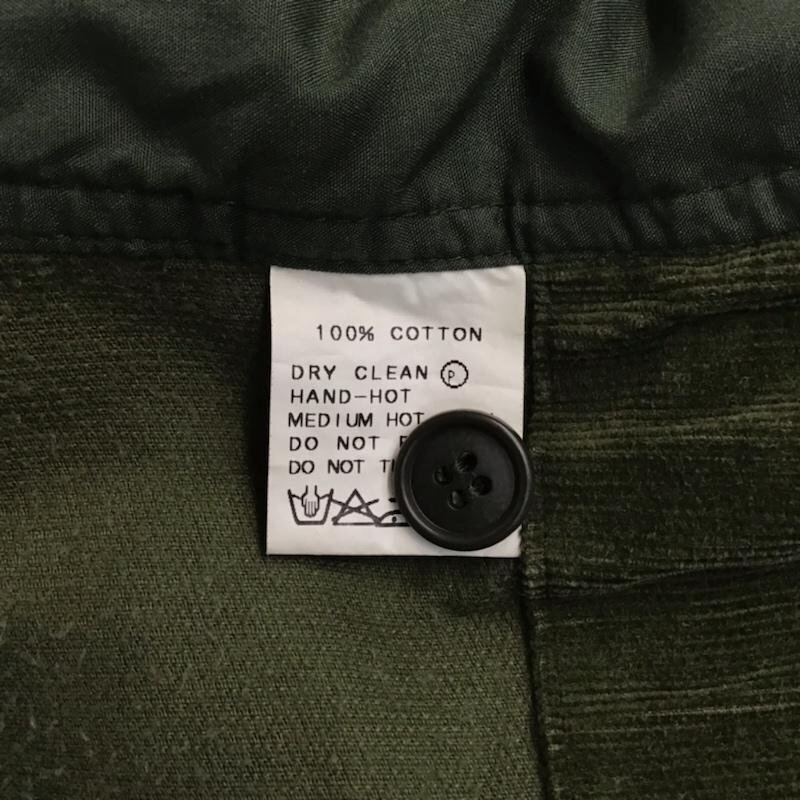 100% COTTON
DRY CLEAN Ⓟ
HAND-HOT
MEDIUM HOT
DO NOT
DO NOT